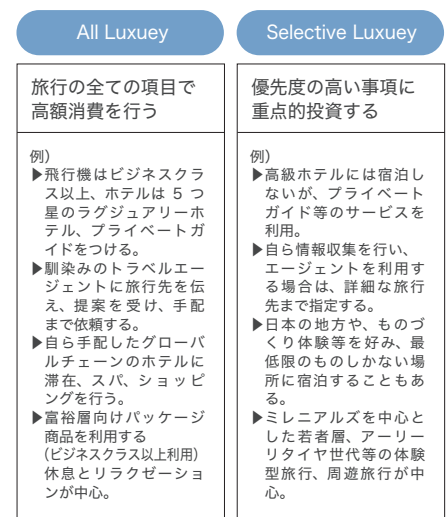 All Luxuey
旅行の全ての項目で
高額消費を行う
例)
▶飛行機はビジネスクラ
ス以上、ホテルは 5 つ
星のラグジュアリーホ
テル、プライベートガ
イドをつける。
▶馴染みのトラベルエー
ジェントに旅行先を伝
え、提案を受け、手配
まで依頼する。
▶自ら手配したグローバ
ルチェーンのホテルに
滞在、スパ、ショッピ
ングを行う。
▶富裕層向けパッケージ
商品を利用する
(ビジネスクラス以上利用)
休息とリラクゼーショ
ンが中心。
Selective Luxuey
優先度の高い事項に
重点的投資する
例)
▶高級ホテルには宿泊し
ないが、プライベート
ガイド等のサービスを
利用。
▶自ら情報収集を行い、
エージェントを利用す
る場合は、詳細な旅行
先まで指定する。
▶日本の地方や、ものづ
くり体験等を好み、最
低限のものしかない場
所に宿泊することもあ
る。
▶ミレニアルズを中心と
した若者層、アーリー
リタイヤ世代等の体験
型旅行、周遊旅行が中
心。